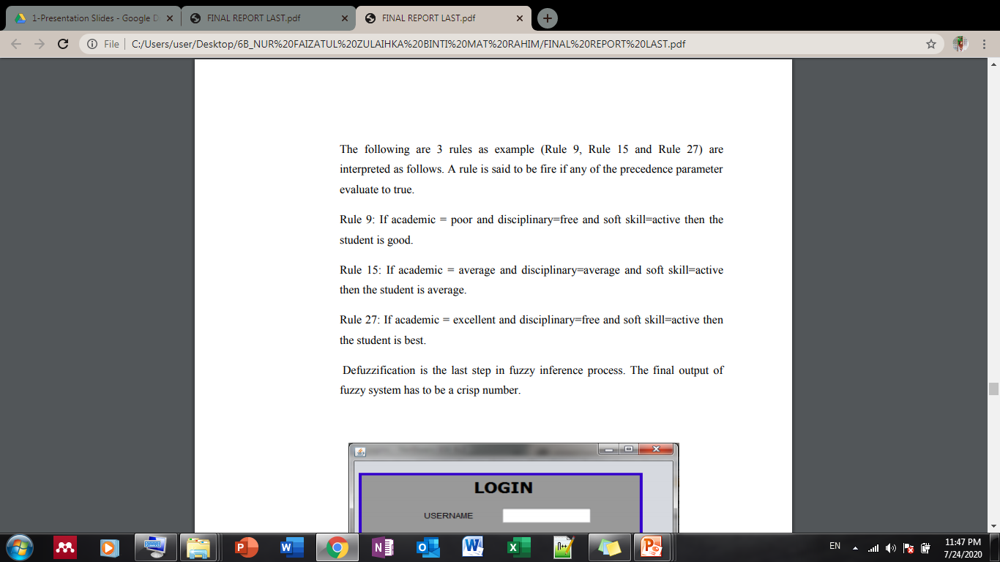 1-Presentation Slides - Google D
FINAL REPORT LAST.pdf
FINAL REPORT LAST.pdf
File
C:/Users/user/Desktop/6B_NUR%20FAIZATUL%20ZULAIHKA%20BINTI%20MAT%20RAHIM/FINAL%20REPORT%20LAST.pdf
The following are 3 rules as example (Rule 9, Rule 15 and Rule 27) are
interpreted as follows. A rule is said to be fire if any of the precedence parameter
evaluate to true.
Rule 9: If academic = poor and disciplinary=free and soft skill=active then the
student is good.
Rule 15: If academic = average and disciplinary=average and soft skill=active
then the student is average.
Rule 27: If academic = excellent and disciplinary=free and soft skill=active then
the student is best.
Defuzzification is the last step in fuzzy inference process. The final output of
fuzzy system has to be a crisp number.
LOGIN
USERNAME
EN
11:47 PM
7/24/2020